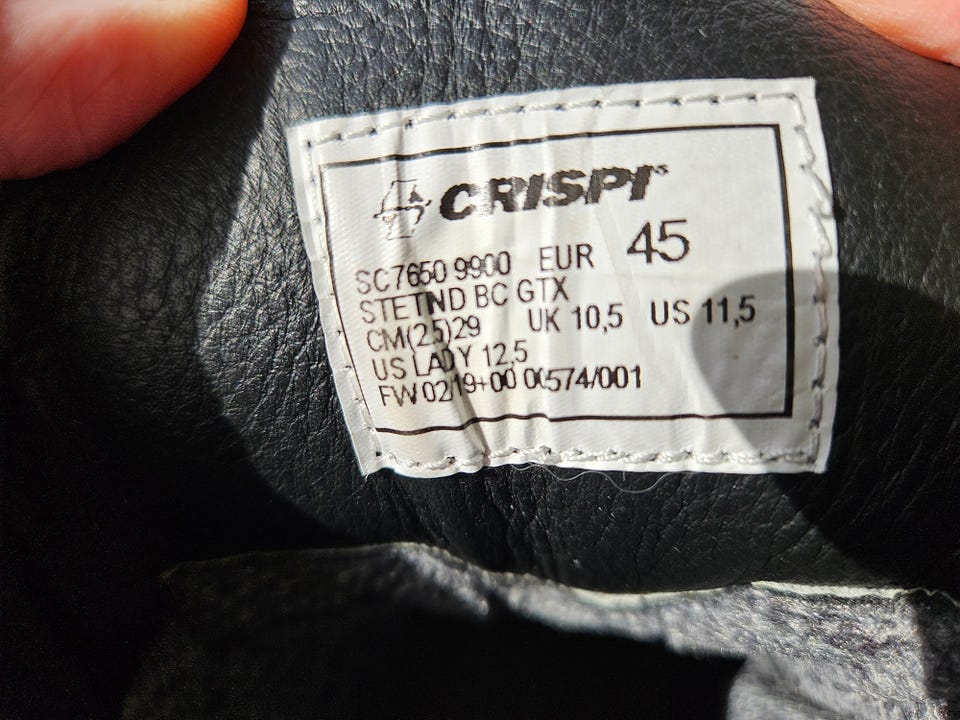 CRISPI
SC7650 9900 EUR 45
STETND BC GTX
CM(2,5)29 UK 10,5 US 11,5
US LADY 12,5
FW 02/19+00 00574/001